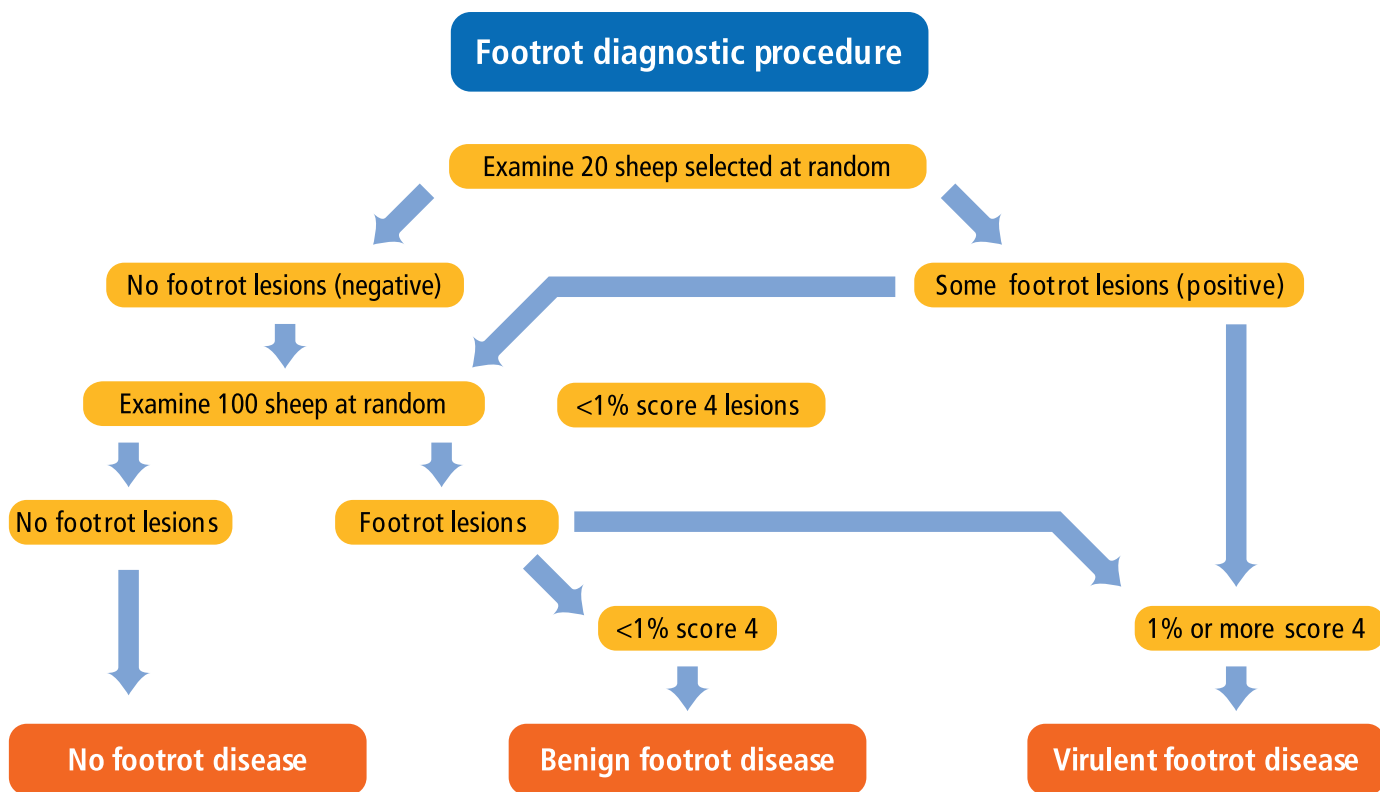 Footrot diagnostic procedure
Examine 20 sheep selected at random
No footrot lesions (negative)
Some footrot lesions (positive)
Examine 100 sheep at random
<1% score 4 lesions
No footrot lesions
Footrot lesions
<1% score 4
1% or more score 4
No footrot disease
Benign footrot disease
Virulent footrot disease